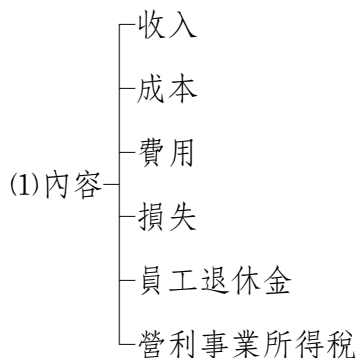 收入
成本
費用
⑴內容
損失
員工退休金
營利事業所得稅